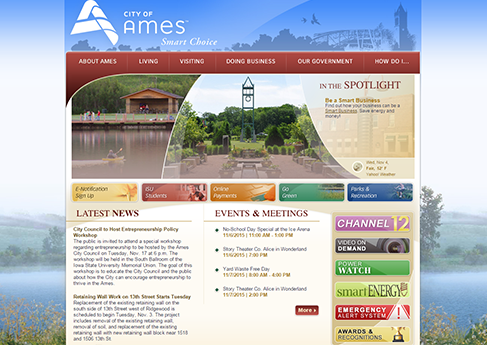 CITY OF
AMES™
Smart Choice
ABOUT AMES LIVING VISITING DOING BUSINESS OUR GOVERNMENT HOW DO I...
IN THE SPOTLIGHT
Be a Smart Business
Find out how your business can be a
Smart Business. Save energy and
money!
Wed, Nov 4,
Fair, 52° F
Yahoo Weather
E-Notification
Sign Up
ISU
Students
Online
Payments
Go
Green
Parks &
Recreation
LATEST NEWS
City Council to Host Entrepreneurship Policy
Workshop
The public is invited to attend a special workshop
regarding entrepreneurship to be hosted by the Ames
City Council on Tuesday, Nov. 17 at 6 p.m. The
workshop will be held in the South Ballroom of the
Iowa State University Memorial Union. The goal of this
workshop is to educate the City Council and the public
about how the City can encourage entrepreneurship to
thrive in the Ames.
Retaining Wall Work on 13th Street Starts Tuesday
Replacement of the existing retaining wall on the
south side of 13th Street west of Ridgewood is
scheduled to begin Tuesday, Nov. 3. The project
includes removal of the existing retaining wall,
removal of soil, and replacement of the existing
retaining wall with new retaining wall block near 1518
and 1506 13th St.
EVENTS & MEETINGS
No-School Day Special at the Ice Arena
11/6/2015 | 1:00 PM
Story Theater Co. Alice in Wonderland
11/6/2015 | 7:00 PM
Yard Waste Free Day
11/7/2015 | 9:00 AM - 4:00 PM
Story Theater Co. Alice in Wonderland
11/7/2015 | 2:00 PM
More
CHANNEL 12
VIDEO ON
DEMAND
POWER
WATCH
smart ENERGY
EMERGENCY
ALERT SYSTEM
AWARDS &
RECOGNITIONS